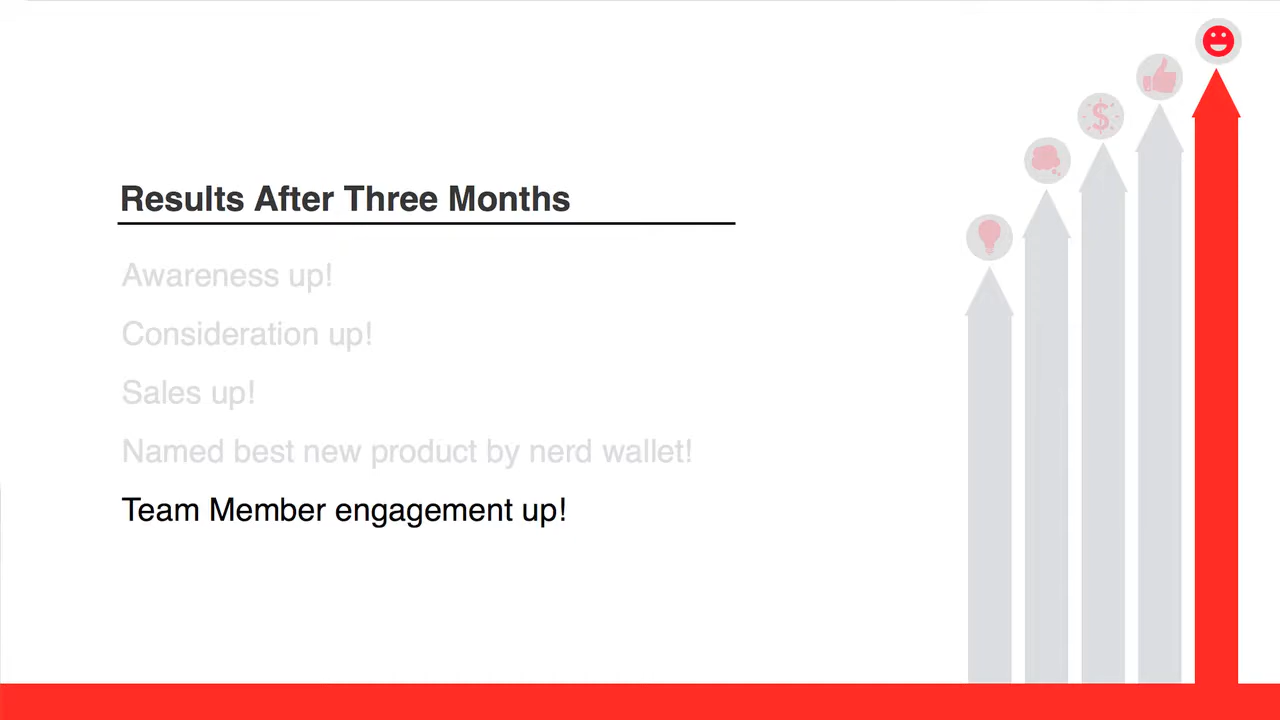 Results After Three Months
Awareness up!
Consideration up!
Sales up!
Named best new product by nerd wallet!
Team Member engagement up!
$